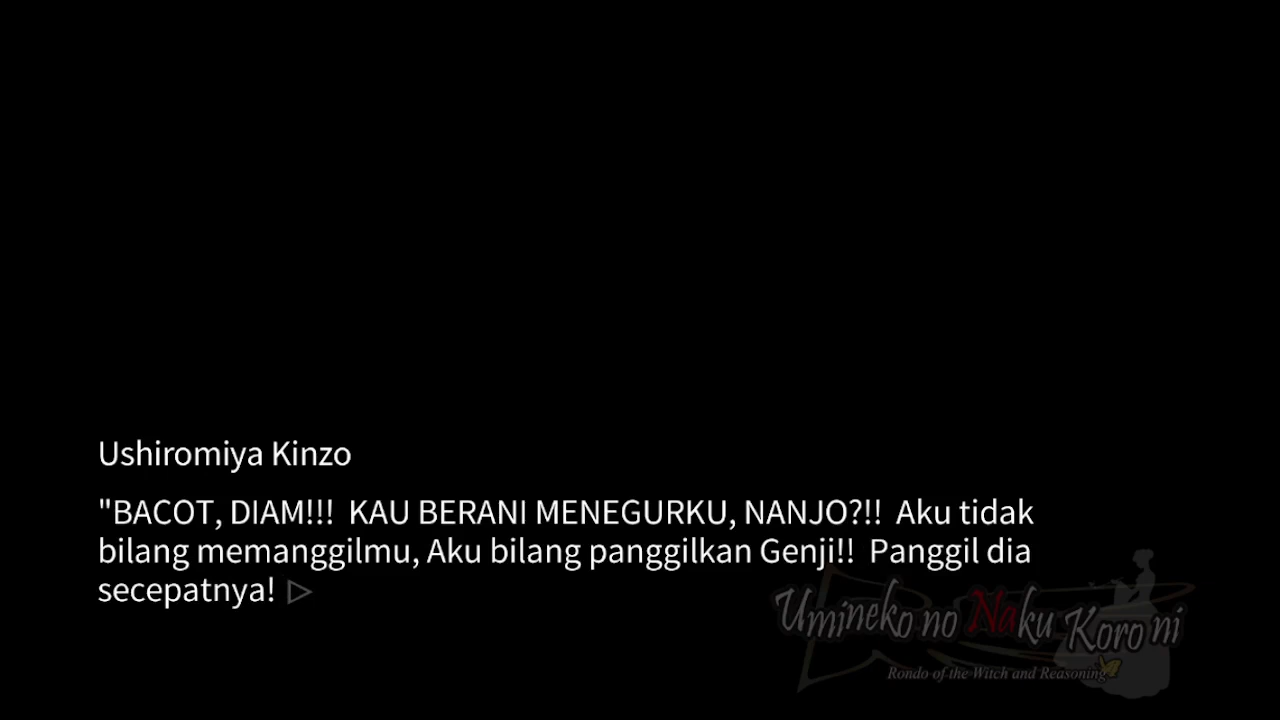 Ushiromiya Kinzo
"BACOT, DIAM!!!  KAU BERANI MENEGURKU, NANJO?!!  Aku tidak
bilang memanggilmu, Aku bilang panggilkan Genji!!  Panggil dia
secepatnya!
Umineko no Naku Koro ni
Rondo of the Witch and Reasoning